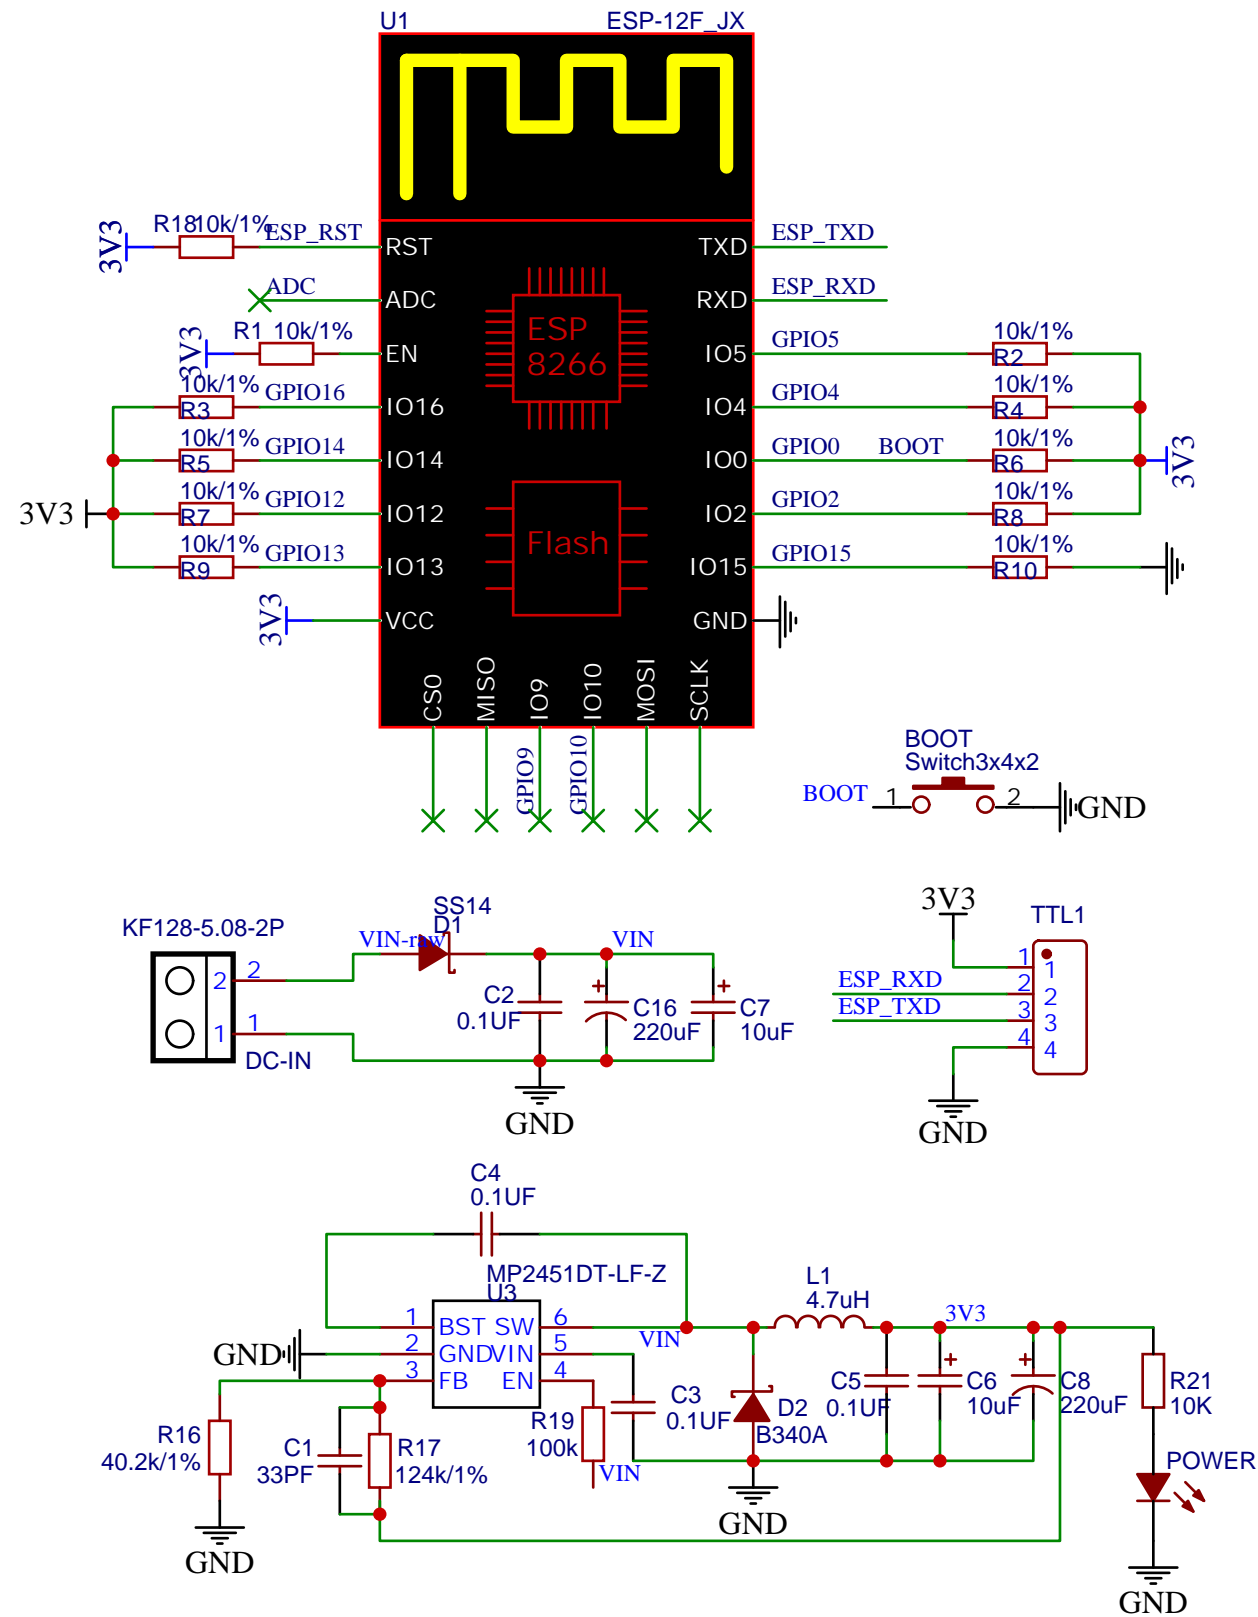 U1 ESP-12F_JX
R18 10k/1% ESP_RST RST TXD ESP_TXD
3V3
ADC ADC RXD ESP_RXD
R1 10k/1% EN IO5 GPIO5 10k/1% R2
3V3
10k/1% R3 GPIO16 IO16 IO4 GPIO4 10k/1% R4
10k/1% R5 GPIO14 IO14 IO0 GPIO0 BOOT 10k/1% R6
3V3
3V3 10k/1% R7 GPIO12 IO12 IO2 GPIO2 10k/1% R8
10k/1% R9 GPIO13 IO13 IO15 GPIO15 10k/1% R10
3V3 VCC GND
ESP
8266
Flash
CS0 MISO IO9 IO10 MOSI SCLK
GPIO9 GPIO10
BOOT
Switch3x4x2
BOOT 1 2 GND
KF128-5.08-2P
2 2
1 1
DC-IN
SS14
D1
VIN-raw VIN
C2
0.1UF
C16
220uF
C7
10uF
GND
3V3
TTL1
1 1
ESP_RXD 2 2
ESP_TXD 3 3
4 4
GND
C4
0.1UF
MP2451DT-LF-Z
U3
1 BST SW 6
GND 2 GND VIN 5
3 FB EN 4
VIN
L1
4.7uH
3V3
R16
40.2k/1%
GND
C1
33PF
R17
124k/1%
R19
100k
VIN
C3
0.1UF
D2
B340A
GND
C5
0.1UF
C6
10uF
C8
220uF
R21
10K
POWER
GND